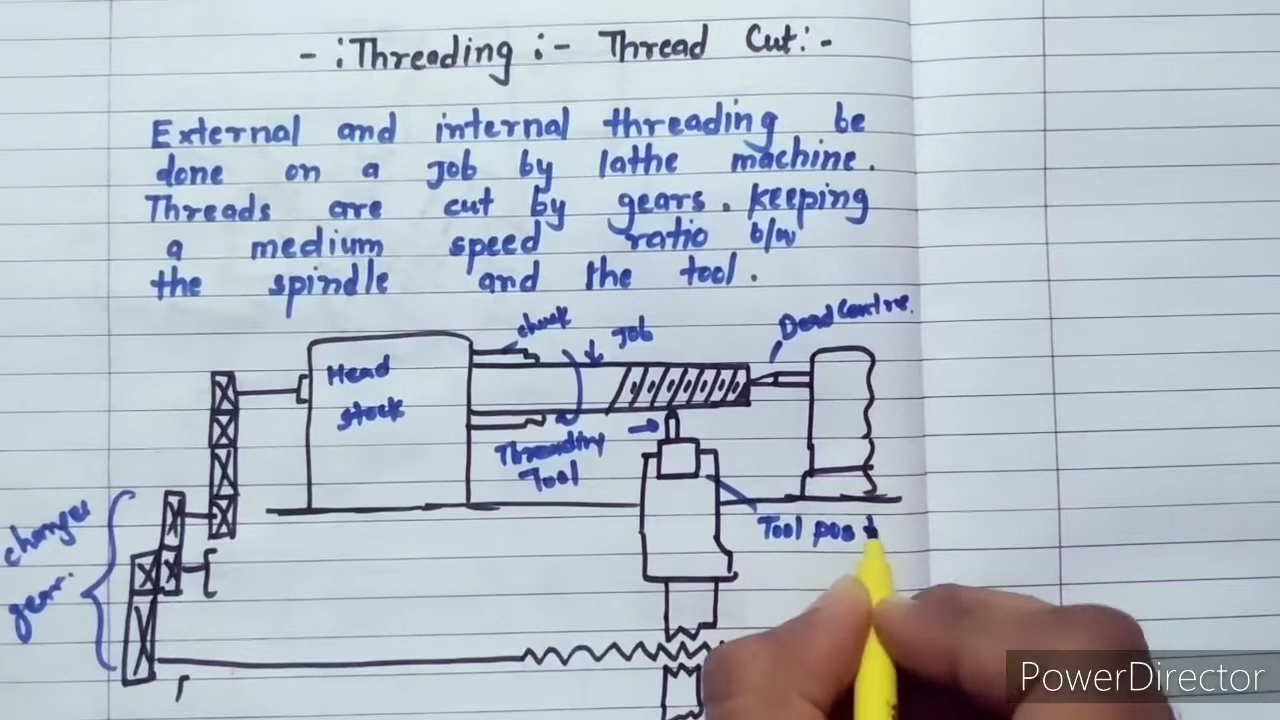 - : Threading : - Thread Cut : -
External and internal threading be
done on a Job by lathe machine.
Threads are cut by gears. Keeping
a medium speed ratio b/w
the spindle and the tool.
chuck
Job
Dead Centre.
Head
stock
Threading
Tool
Tool post
changer
gear.
PowerDirector